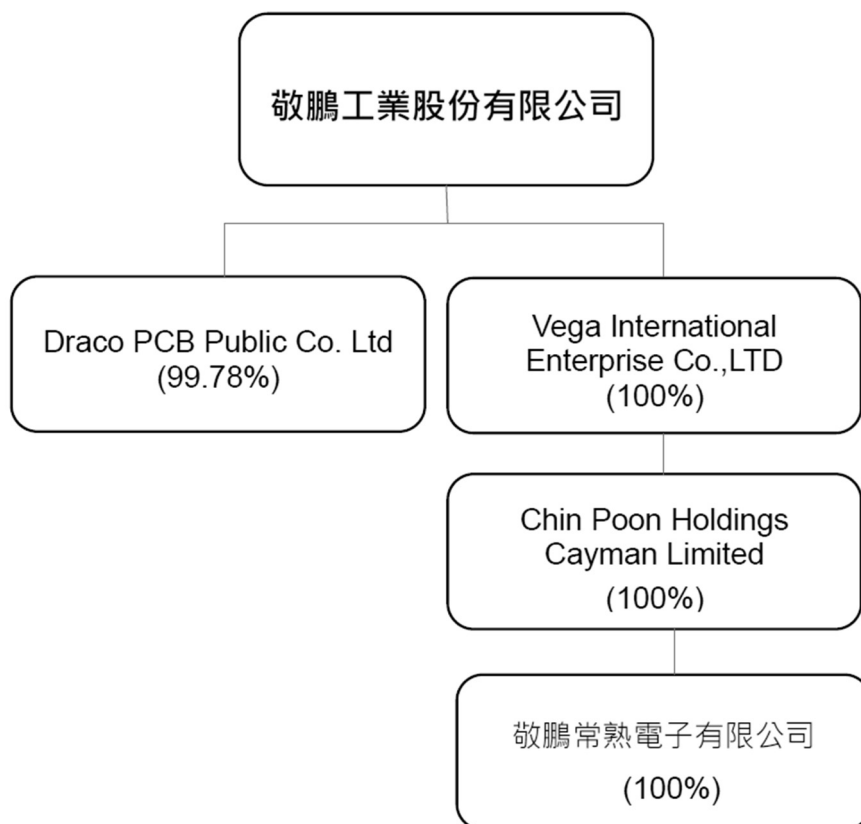 敬鵬工業股份有限公司
Draco PCB Public Co. Ltd
(99.78%)
Vega International
Enterprise Co.,LTD
(100%)
Chin Poon Holdings
Cayman Limited
(100%)
敬鵬常熟電子有限公司
(100%)